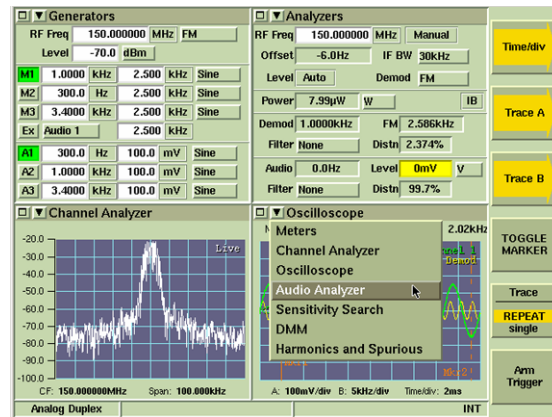 Generators
RF Freq 150.000000 MHz FM
Level -70.0 dBm
M1 1.0000 kHz 2.500 kHz Sine
M2 300.0 Hz 2.500 kHz Sine
M3 3.4000 kHz 2.500 kHz Sine
Ex Audio 1 2.500 kHz
A1 300.0 Hz 100.0 mV Sine
A2 1.0000 kHz 100.0 mV Sine
A3 3.4000 kHz 100.0 mV Sine
Analyzers
RF Freq 150.000000 MHz Manual
Offset -6.0Hz IF BW 30kHz
Level Auto Demod FM
Power 7.99µW W IB
Demod 1.0000kHz FM 2.586kHz
Filter None Distn 2.374%
Audio 0.0Hz Level 0mV V
Filter None Distn 99.7%
Channel Analyzer
Live
-20.0
-30.0
-40.0
-50.0
-60.0
-70.0
-80.0
-90.0
-100.0
CF: 150.000000MHz Span: 100.000kHz
Oscilloscope
2.02kHz
Demod
Meters
Channel Analyzer
Oscilloscope
Audio Analyzer
Sensitivity Search
DMM
Harmonics and Spurious
Mkr2
A: 100mV/div B: 5kHz/div Time/div: 2ms
Analog Duplex INT
Time/div
Trace A
Trace B
TOGGLE
MARKER
Trace
REPEAT
single
Arm
Trigger